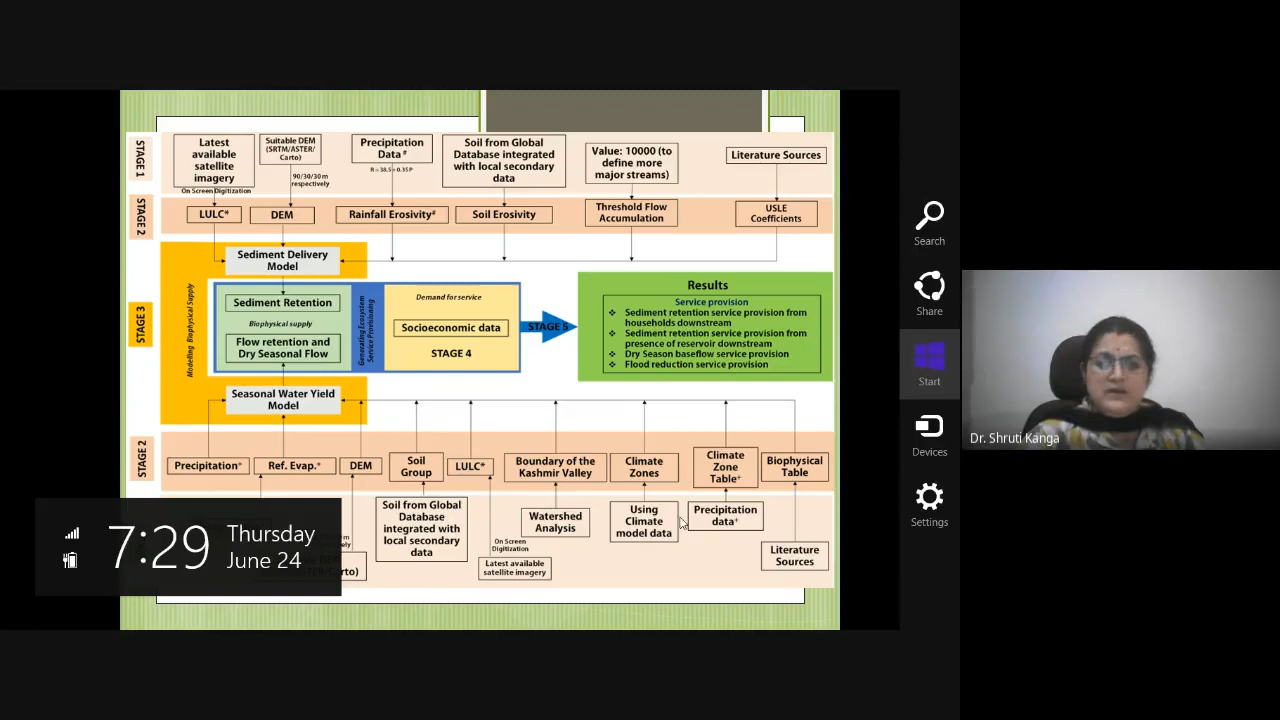 STAGE 1
Latest
available
satellite
imagery
On Screen Digitization
Suitable DEM
(SRTM/ASTER/
Carto)
90/30/30 m
respectively
Precipitation
Data #
R = 38.5+0.35P
Soil from Global
Database integrated
with local secondary
data
Value: 10000 (to
define more
major streams)
Literature Sources
STAGE 2
LULC*
DEM
Rainfall Erosivity#
Soil Erosivity
Threshold Flow
Accumulation
USLE
Coefficients
STAGE 3
Modelling Biophysical Supply
Sediment Delivery
Model
Sediment Retention
Biophysical supply
Flow retention and
Dry Seasonal Flow
Generating Ecosystem
Service Provisioning
Demand for service
Socioeconomic data
STAGE 4
STAGE 5
Results
Service provision
❖ Sediment retention service provision from
households downstream
❖ Sediment retention service provision from
presence of reservoir downstream
❖ Dry Season baseflow service provision
❖ Flood reduction service provision
Seasonal Water Yield
Model
STAGE 2
Precipitation+
Ref. Evap.+
DEM
Soil
Group
LULC*
Boundary of the
Kashmir Valley
Climate
Zones
Climate
Zone
Table+
Biophysical
Table
Soil from Global
Database
integrated with
local secondary
data
On Screen
Digitization
Latest available
satellite imagery
Watershed
Analysis
Using
Climate
model data
Precipitation
data+
Literature
Sources
7:29
Thursday
June 24
Search
Share
Start
Devices
Settings
Dr. Shruti Kanga